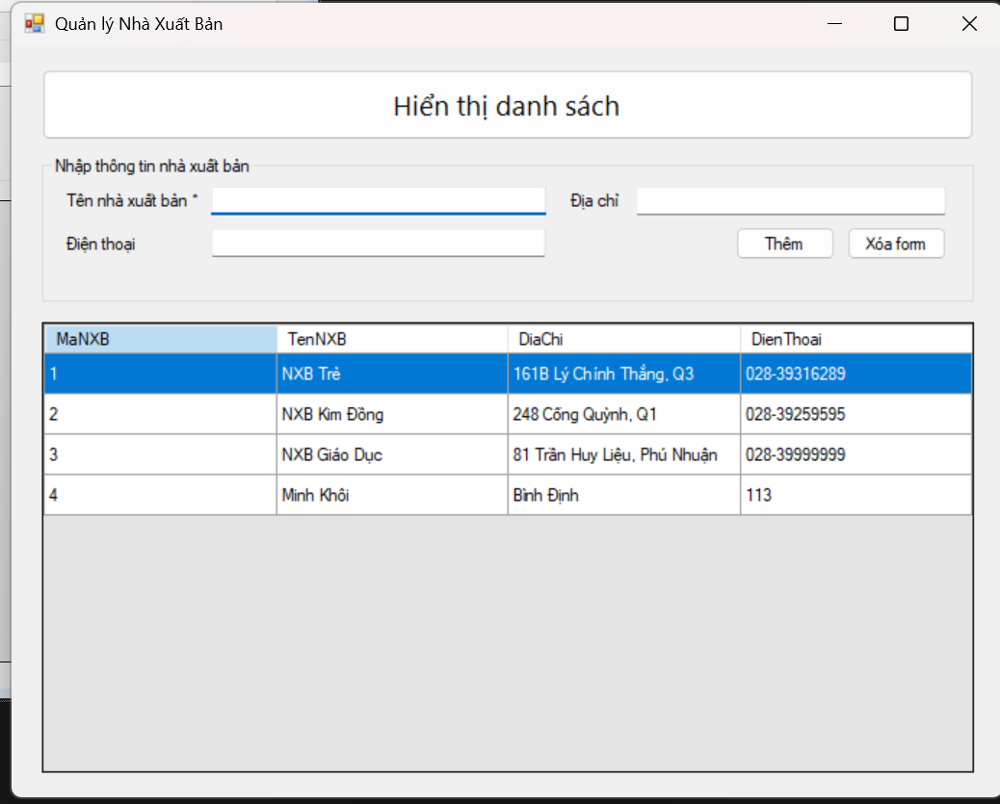 Quản lý Nhà Xuất Bản
Hiển thị danh sách
Nhập thông tin nhà xuất bản
Tên nhà xuất bản * Địa chỉ
Điện thoại Thêm Xóa form
MaNXB TenNXB DiaChi DienThoai
1 NXB Trẻ 161B Lý Chính Thắng, Q3 028-39316289
2 NXB Kim Đồng 248 Cống Quỳnh, Q1 028-39259595
3 NXB Giáo Dục 81 Trần Huy Liệu, Phú Nhuận 028-39999999
4 Minh Khôi Bình Định 113